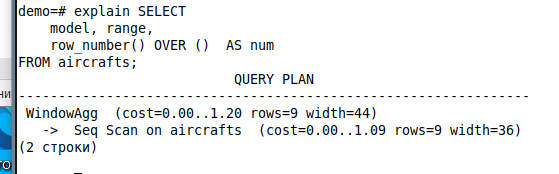 demo=# explain SELECT
    model, range,
    row_number() OVER ()  AS num
FROM aircrafts;
                           QUERY PLAN
----------------------------------------------------------------
 WindowAgg  (cost=0.00..1.20 rows=9 width=44)
   ->  Seq Scan on aircrafts  (cost=0.00..1.09 rows=9 width=36)
(2 строки)